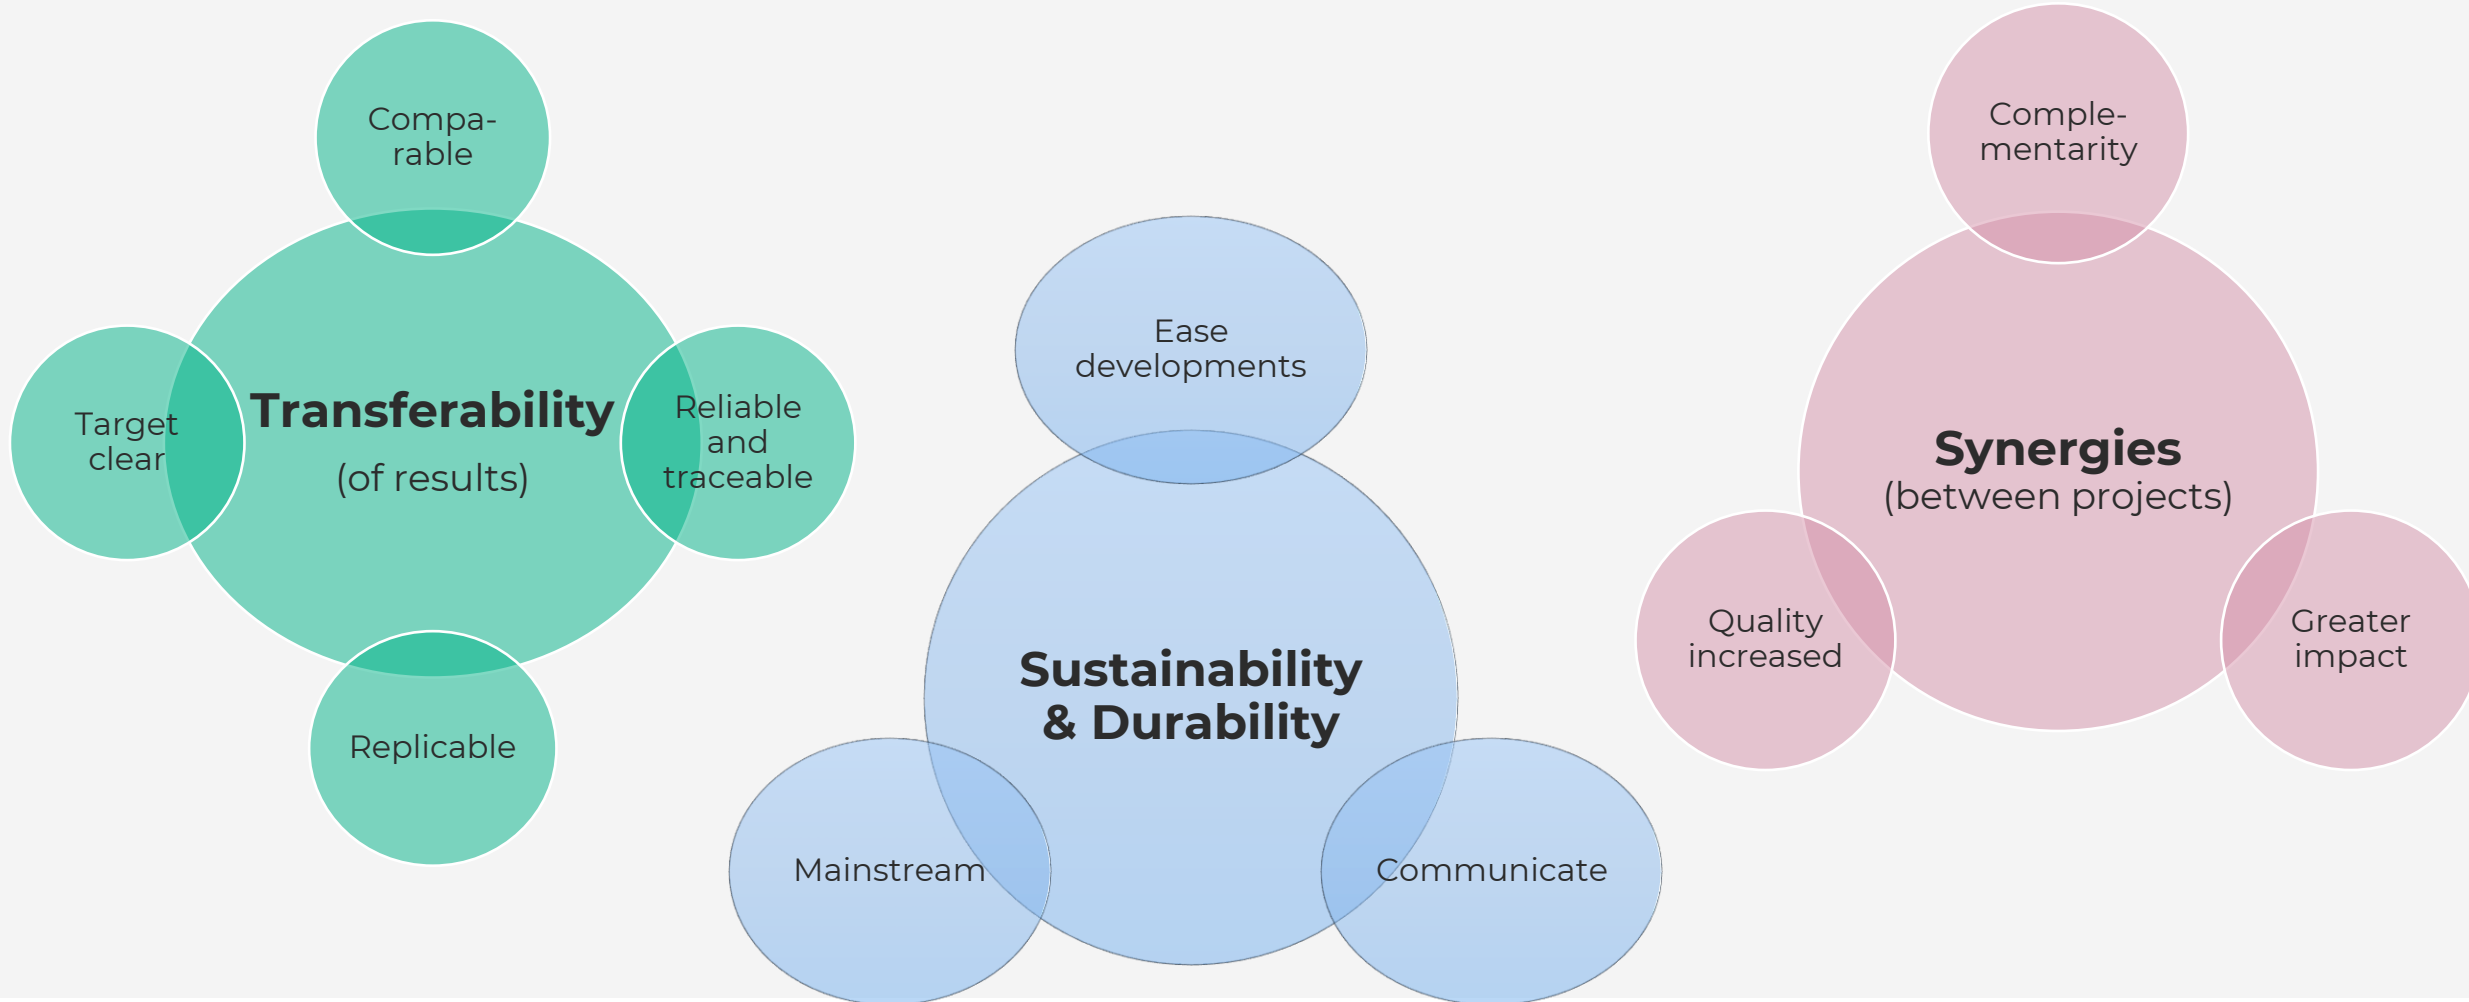 Compa-
rable
Target
clear
Transferability
(of results)
Reliable
and
traceable
Replicable
Ease
developments
Sustainability
& Durability
Mainstream
Communicate
Comple-
mentarity
Synergies
(between projects)
Quality
increased
Greater
impact